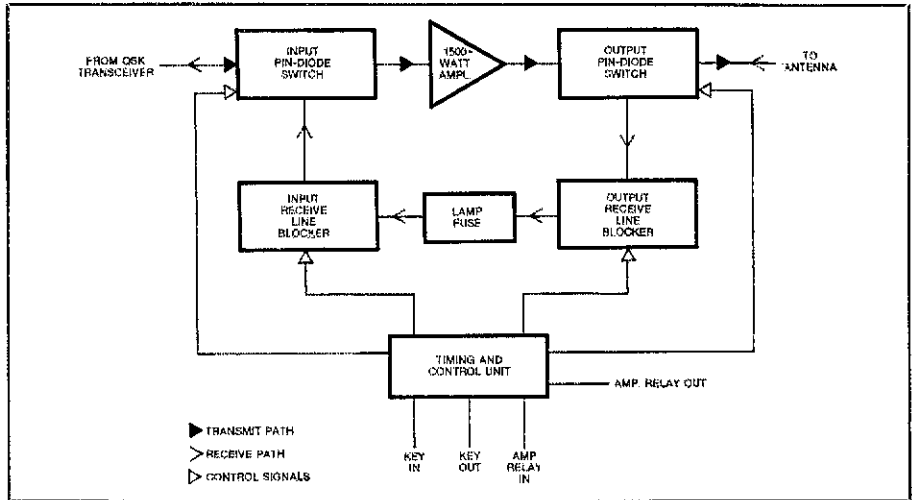 FROM QSK
TRANSCEIVER
INPUT
PIN-DIODE
SWITCH
1500-
WATT
AMPL.
OUTPUT
PIN-DIODE
SWITCH
TO
ANTENNA
INPUT
RECEIVE
LINE
BLOCKER
LAMP
FUSE
OUTPUT
RECEIVE
LINE
BLOCKER
TIMING AND
CONTROL UNIT
AMP. RELAY OUT
TRANSMIT PATH
RECEIVE PATH
CONTROL SIGNALS
KEY
IN
KEY
OUT
AMP
RELAY
IN